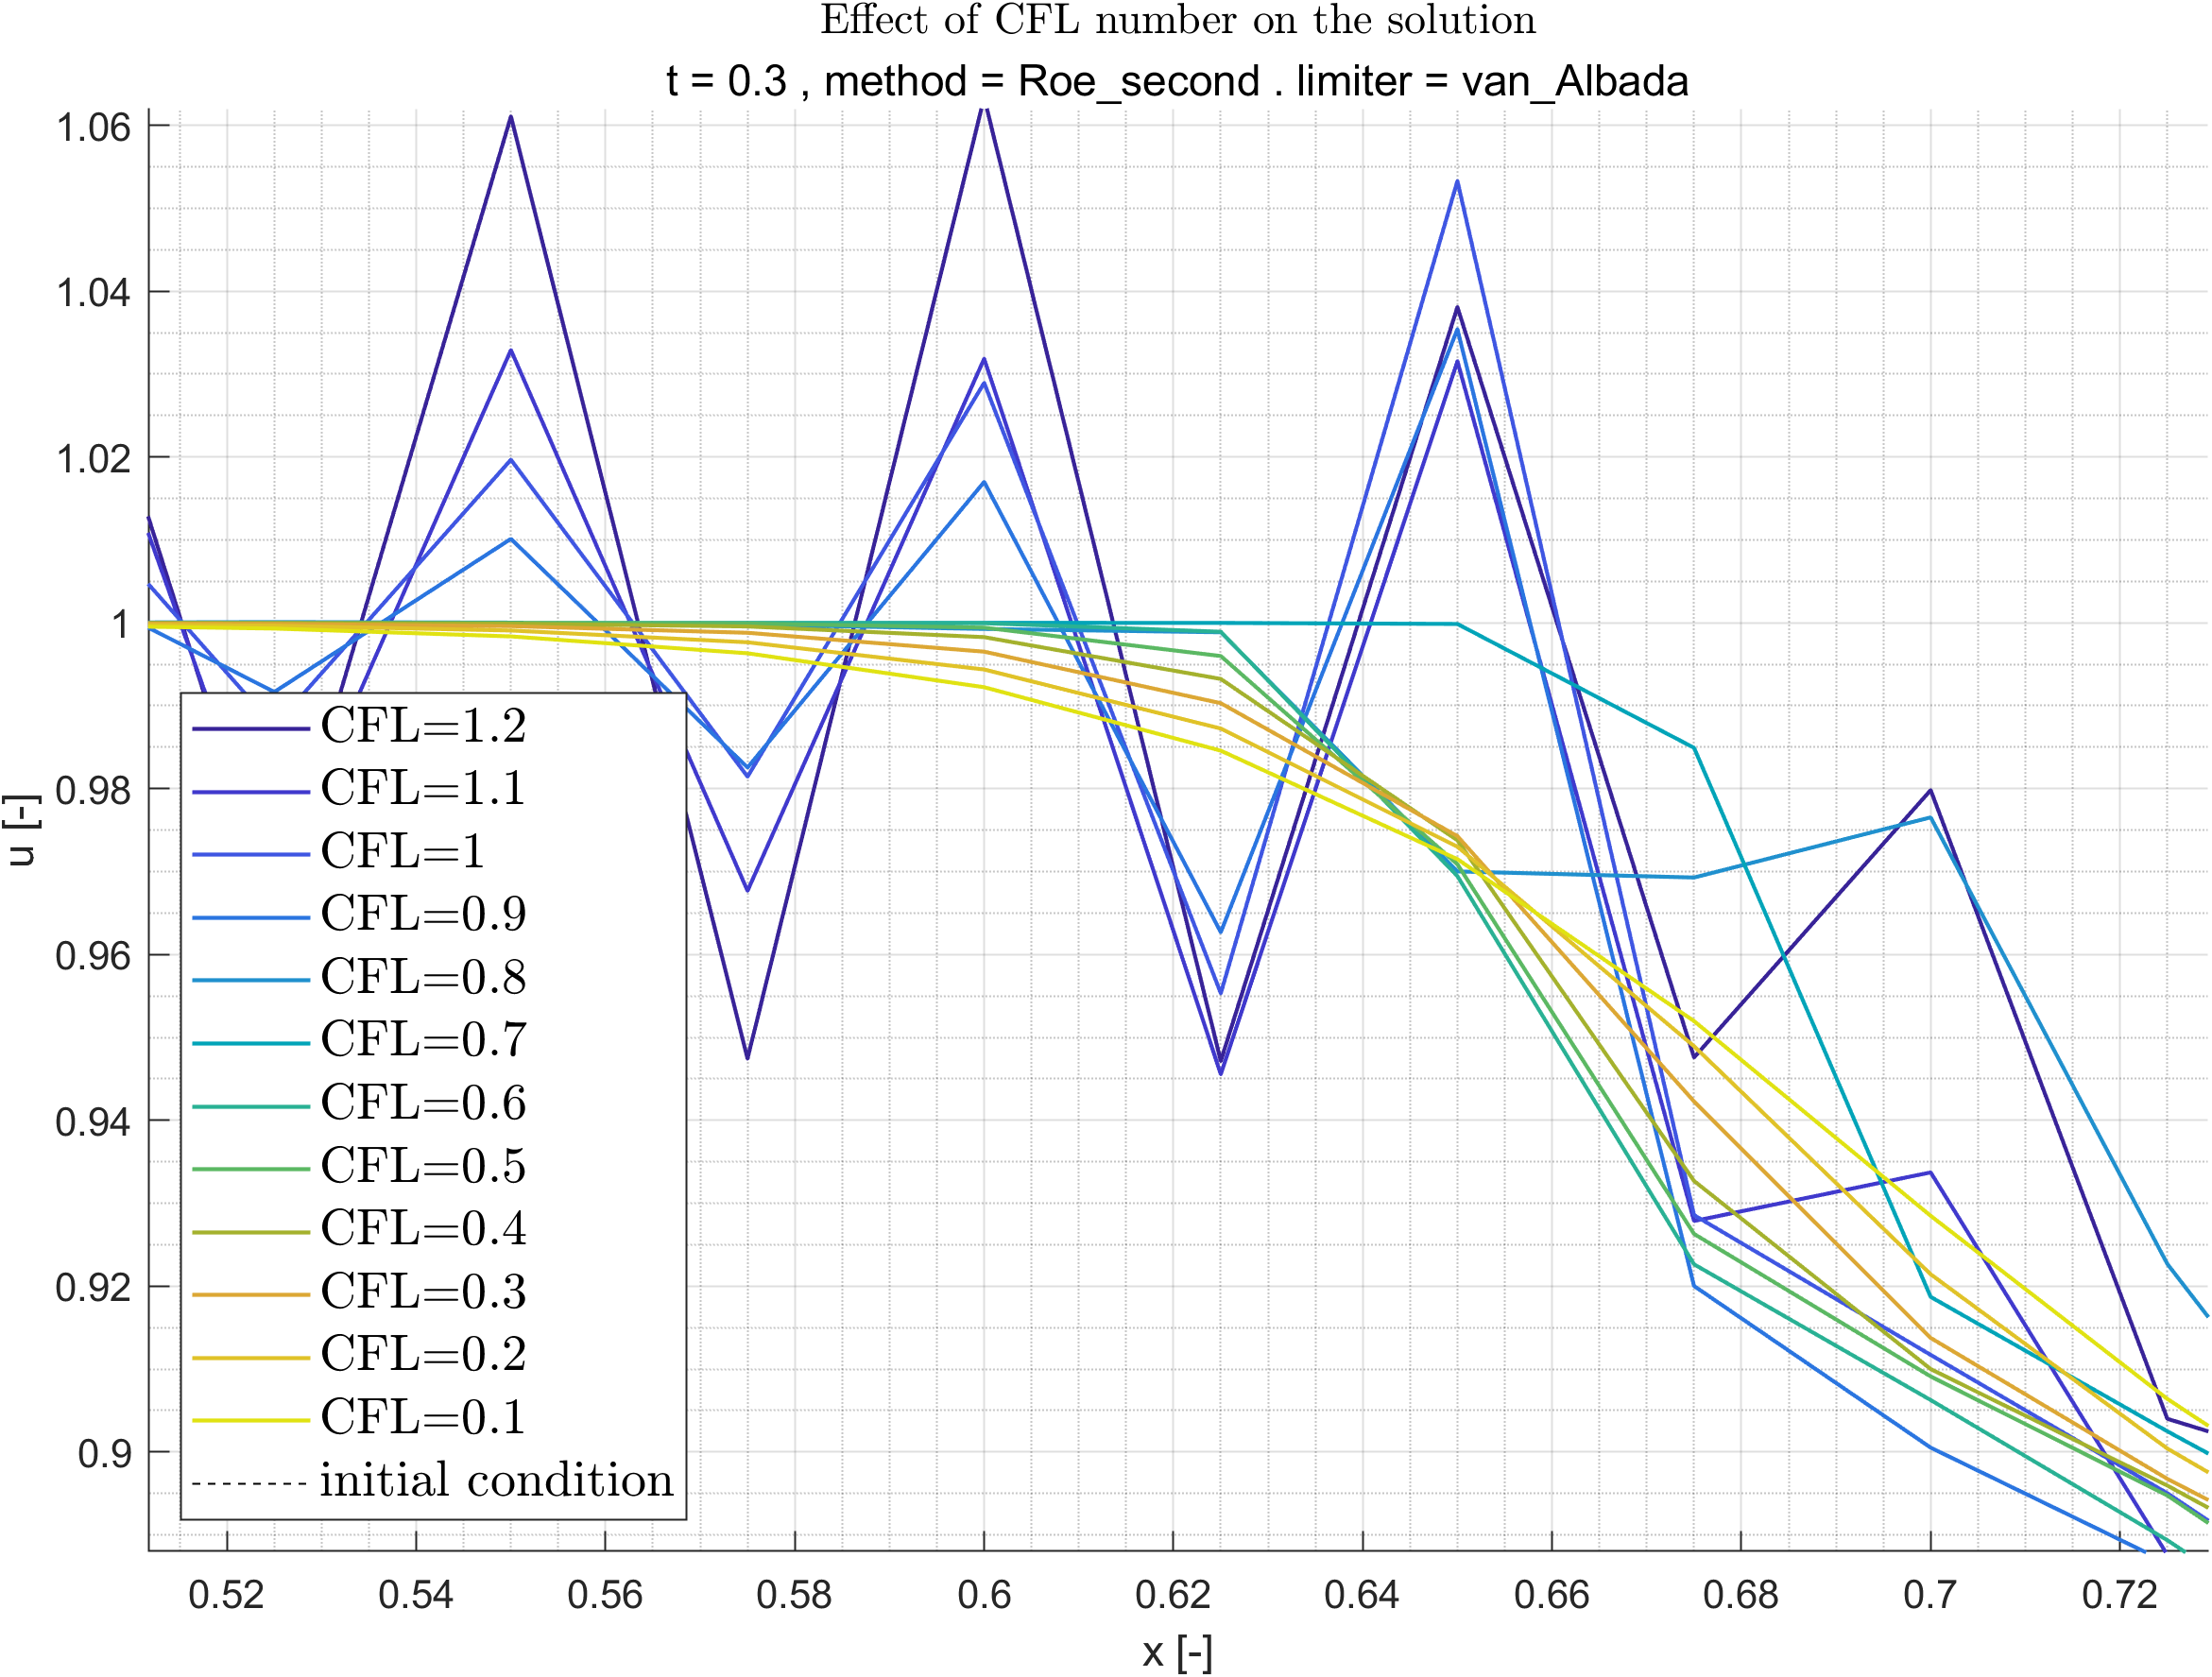 Effect of CFL number on the solution
t = 0.3 , method = Roe_second . limiter = van_Albada
1.06
1.04
1.02
1
0.98
0.96
0.94
0.92
0.9
u [-]
CFL=1.2
CFL=1.1
CFL=1
CFL=0.9
CFL=0.8
CFL=0.7
CFL=0.6
CFL=0.5
CFL=0.4
CFL=0.3
CFL=0.2
CFL=0.1
initial condition
0.52 0.54 0.56 0.58 0.6 0.62 0.64 0.66 0.68 0.7 0.72
x [-]